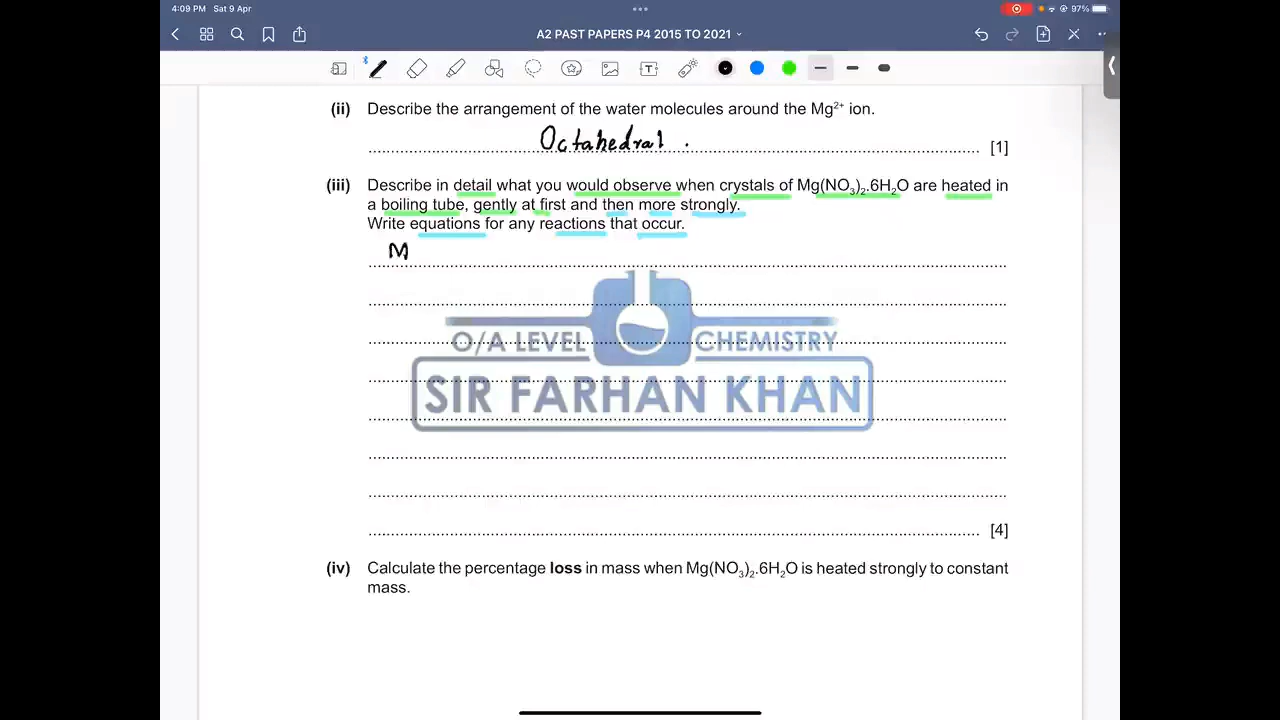 4:09 PM Sat 9 Apr
97%
A2 PAST PAPERS P4 2015 TO 2021
(ii) Describe the arrangement of the water molecules around the Mg²⁺ ion.
Octahedral .
[1]
(iii) Describe in detail what you would observe when crystals of Mg(NO₃)₂.6H₂O are heated in
a boiling tube, gently at first and then more strongly.
Write equations for any reactions that occur.
M
O/A LEVEL CHEMISTRY
SIR FARHAN KHAN
[4]
(iv) Calculate the percentage loss in mass when Mg(NO₃)₂.6H₂O is heated strongly to constant
mass.